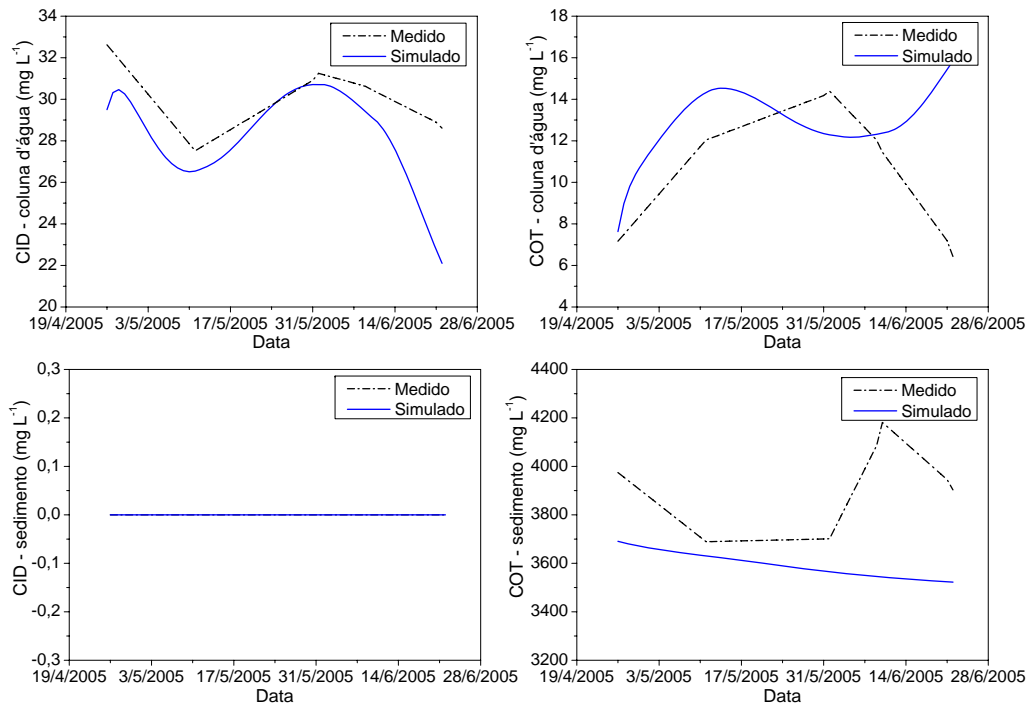 CID - coluna d'água (mg L⁻¹)
34
32
30
28
26
24
22
20
Medido
Simulado
19/4/2005 3/5/2005 17/5/2005 31/5/2005 14/6/2005 28/6/2005
Data
COT - coluna d'água (mg L⁻¹)
18
16
14
12
10
8
6
4
Medido
Simulado
19/4/2005 3/5/2005 17/5/2005 31/5/2005 14/6/2005 28/6/2005
Data
CID - sedimento (mg L⁻¹)
0,3
0,2
0,1
0,0
-0,1
-0,2
-0,3
Medido
Simulado
19/4/2005 3/5/2005 17/5/2005 31/5/2005 14/6/2005 28/6/2005
Data
COT - sedimento (mg L⁻¹)
4400
4200
4000
3800
3600
3400
3200
Medido
Simulado
19/4/2005 3/5/2005 17/5/2005 31/5/2005 14/6/2005 28/6/2005
Data